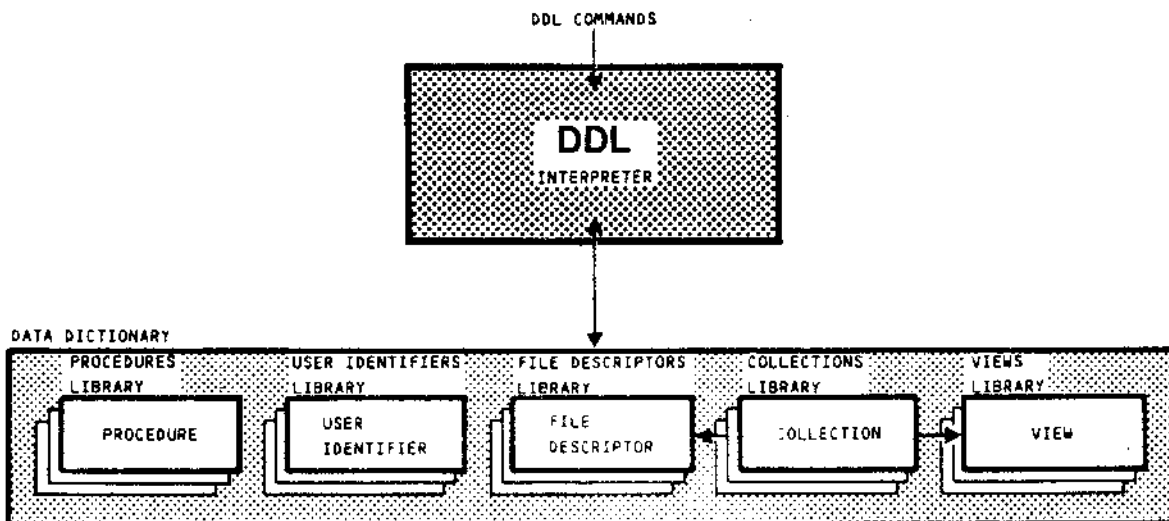 DDL COMMANDS
DDL
INTERPRETER
DATA DICTIONARY
PROCEDURES
LIBRARY
USER IDENTIFIERS
LIBRARY
FILE DESCRIPTORS
LIBRARY
COLLECTIONS
LIBRARY
VIEWS
LIBRARY
PROCEDURE
USER
IDENTIFIER
FILE
DESCRIPTOR
COLLECTION
VIEW